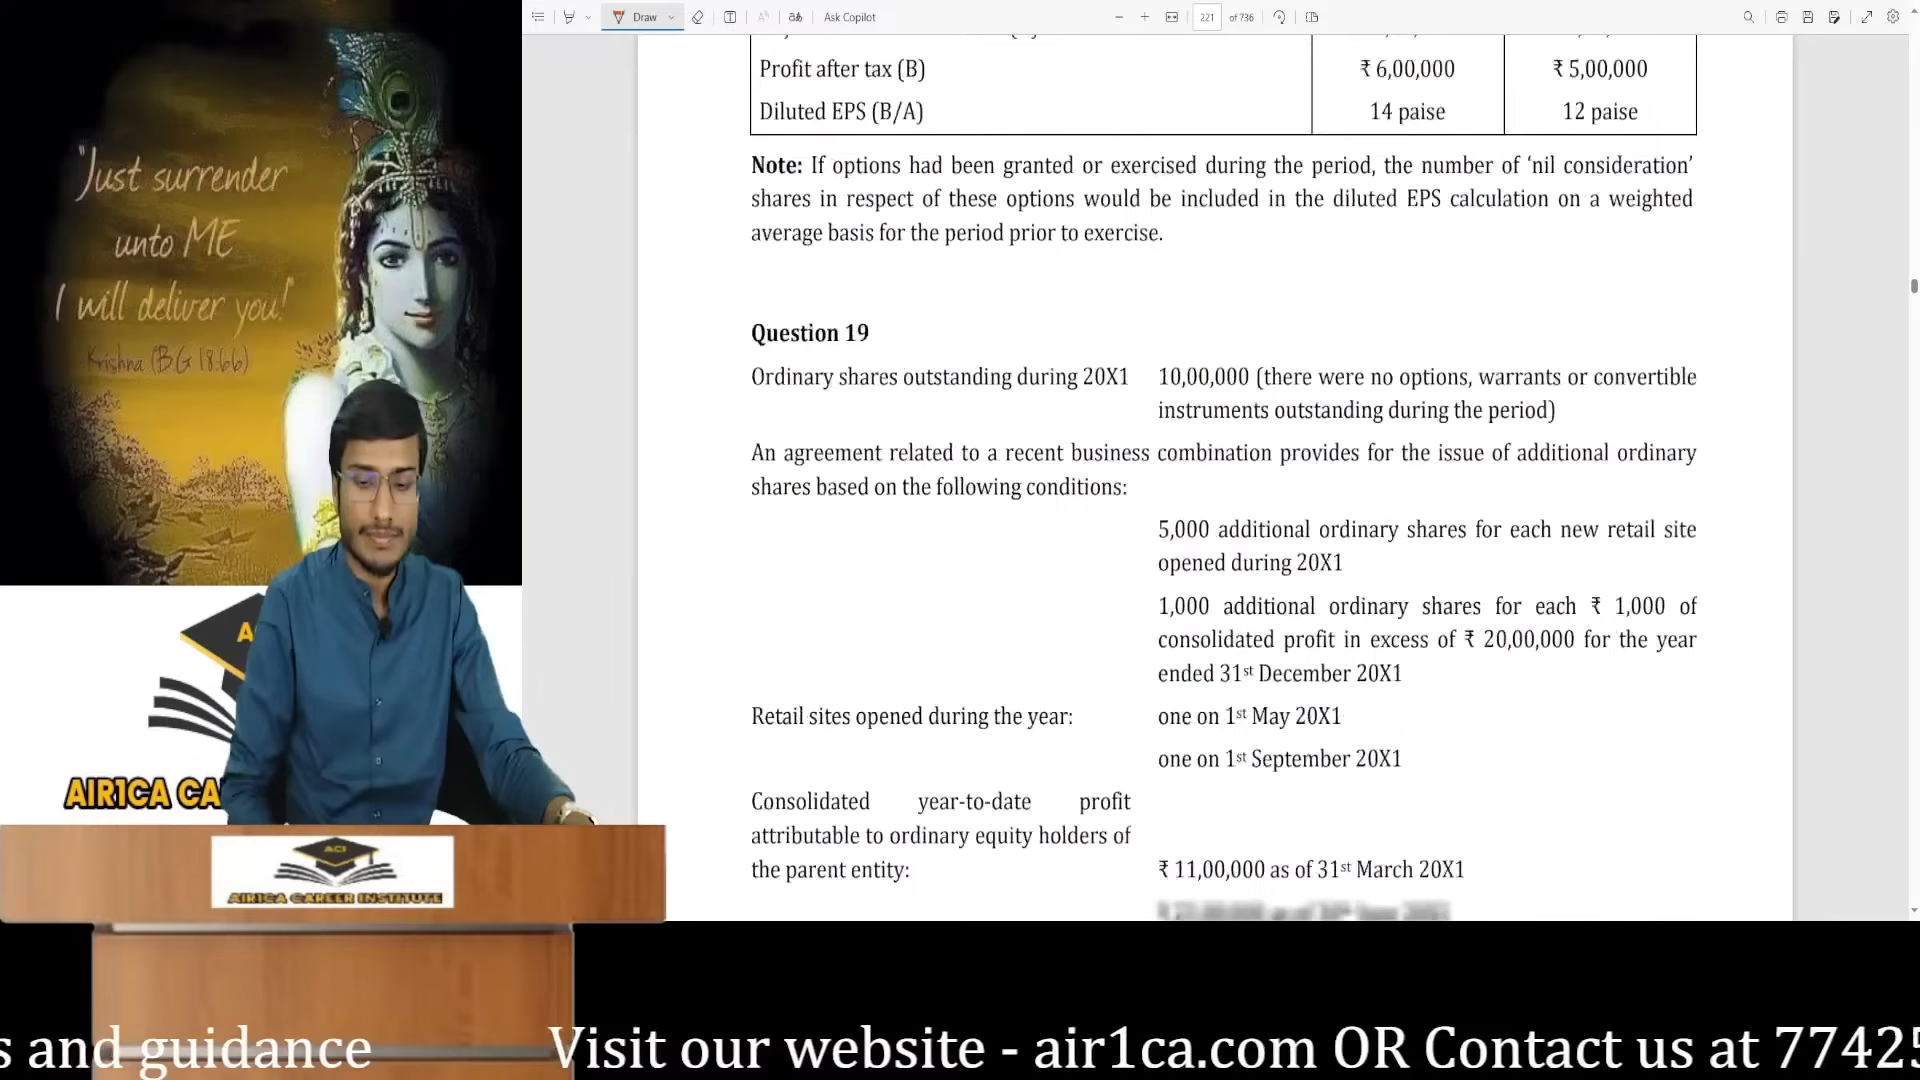 Draw
Ask Copilot
221 of 736
Profit after tax (B) ₹ 6,00,000 ₹ 5,00,000
Diluted EPS (B/A) 14 paise 12 paise
Note: If options had been granted or exercised during the period, the number of ‘nil consideration’
shares in respect of these options would be included in the diluted EPS calculation on a weighted
average basis for the period prior to exercise.
Question 19
Ordinary shares outstanding during 20X1 10,00,000 (there were no options, warrants or convertible
instruments outstanding during the period)
An agreement related to a recent business combination provides for the issue of additional ordinary
shares based on the following conditions:
5,000 additional ordinary shares for each new retail site
opened during 20X1
1,000 additional ordinary shares for each ₹ 1,000 of
consolidated profit in excess of ₹ 20,00,000 for the year
ended 31st December 20X1
Retail sites opened during the year: one on 1st May 20X1
one on 1st September 20X1
Consolidated year-to-date profit
attributable to ordinary equity holders of
the parent entity: ₹ 11,00,000 as of 31st March 20X1
"Just surrender
unto ME
I will deliver you!"
Krishna (BG 18:66)
AIR1CA CA
ACI
AIR1CA CAREER INSTITUTE
s and guidance Visit our website - air1ca.com OR Contact us at 7742